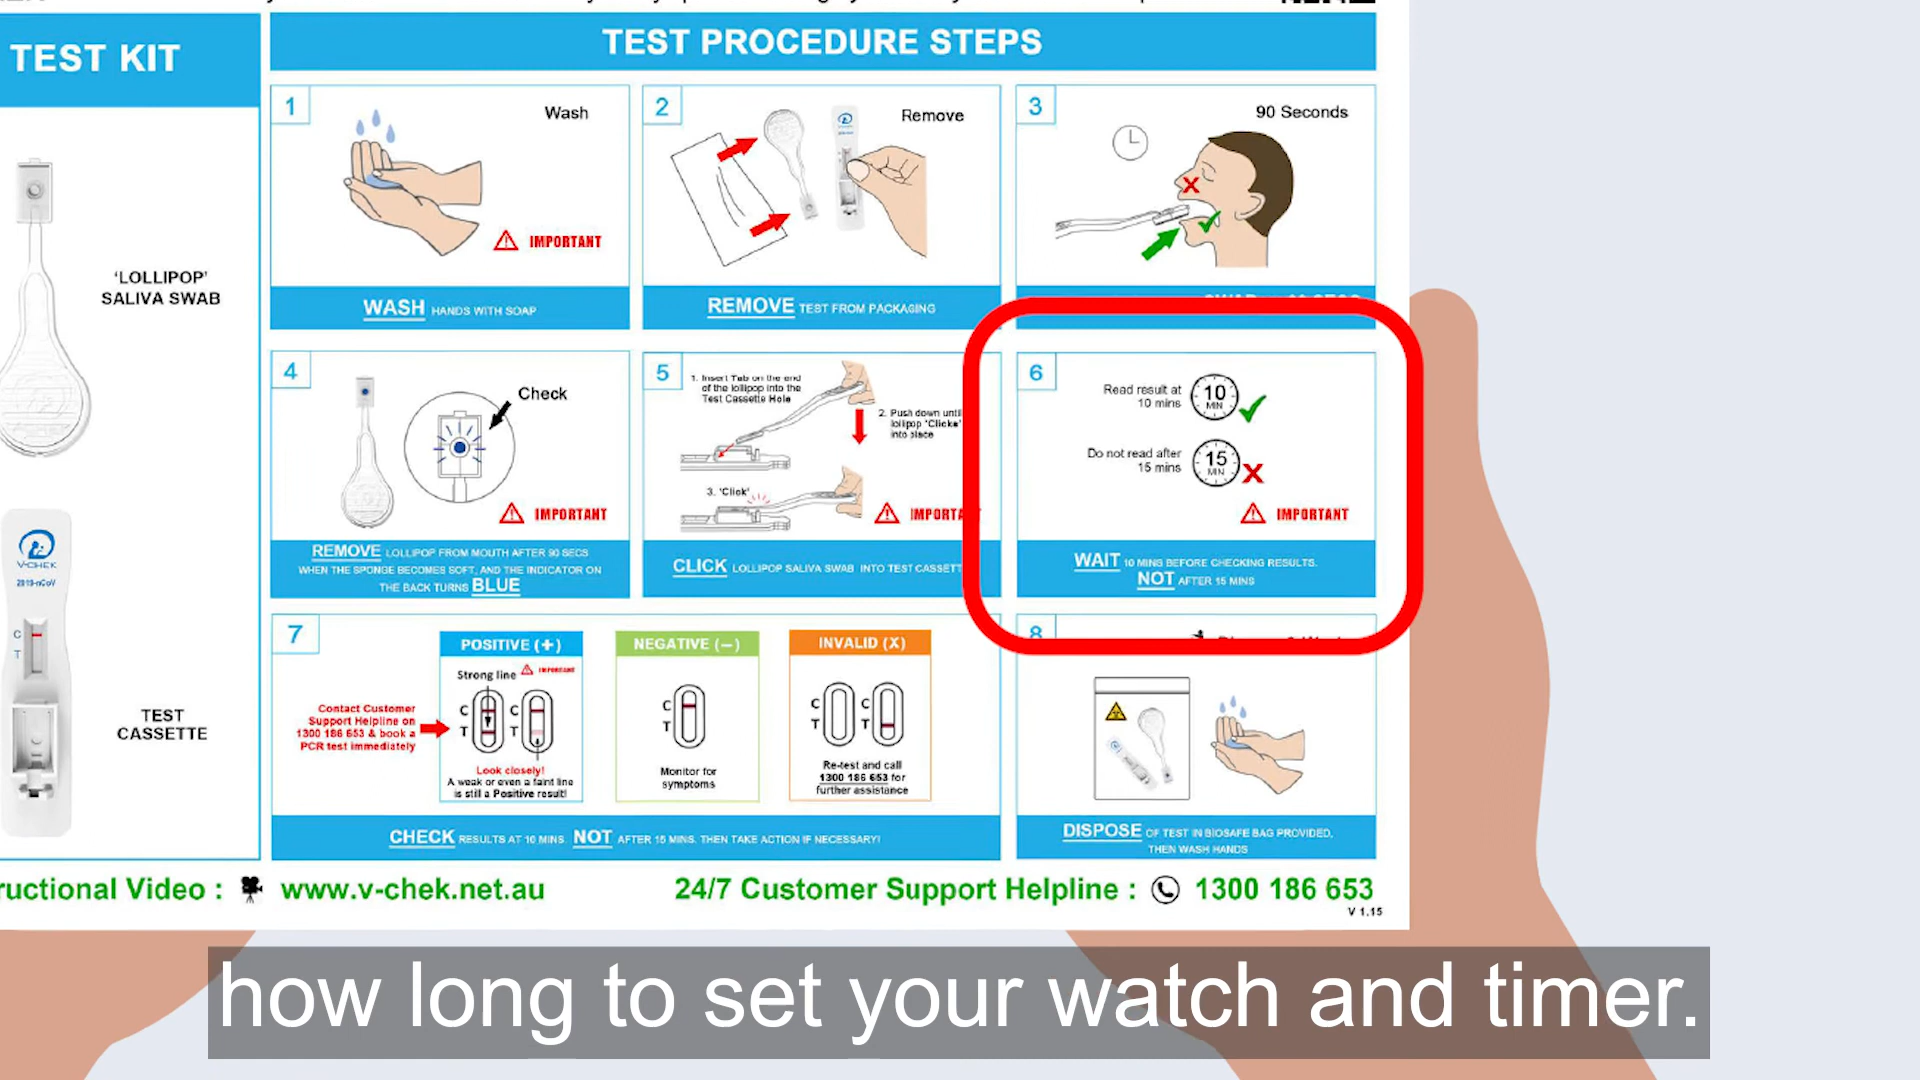 TEST KIT
'LOLLIPOP'
SALIVA SWAB
V-CHEK
2019-nCoV
C
T
TEST
CASSETTE
TEST PROCEDURE STEPS
1
Wash
IMPORTANT
WASH HANDS WITH SOAP
2
Remove
REMOVE TEST FROM PACKAGING
3
90 Seconds
4
Check
IMPORTANT
REMOVE LOLLIPOP FROM MOUTH AFTER 90 SECS
WHEN THE SPONGE BECOMES SOFT, AND THE INDICATOR ON
THE BACK TURNS BLUE
5
1. Insert Tab on the end
of the lollipop into the
Test Cassette Hole
2. Push down until
lollipop 'Clicks'
into place
3. 'Click'
IMPORTA
CLICK LOLLIPOP SALIVA SWAB INTO TEST CASSETT
6
Read result at
10 mins
10
MIN
Do not read after
15 mins
15
MIN
IMPORTANT
WAIT 10 MINS BEFORE CHECKING RESULTS.
NOT AFTER 15 MINS
7
Contact Customer
Support Helpline on
1300 186 653 & book a
PCR test immediately
POSITIVE (+)
Strong line
IMPORTANT
C
T
C
T
Look closely!
A weak or even a faint line
is still a Positive result!
NEGATIVE (−)
C
T
Monitor for
symptoms
INVALID (X)
C
T
C
T
Re-test and call
1300 186 653 for
further assistance
CHECK RESULTS AT 10 MINS NOT AFTER 15 MINS. THEN TAKE ACTION IF NECESSARY!
8
DISPOSE OF TEST IN BIOSAFE BAG PROVIDED,
THEN WASH HANDS
ructional Video : www.v-chek.net.au
24/7 Customer Support Helpline : 1300 186 653
V 1.15
how long to set your watch and timer.